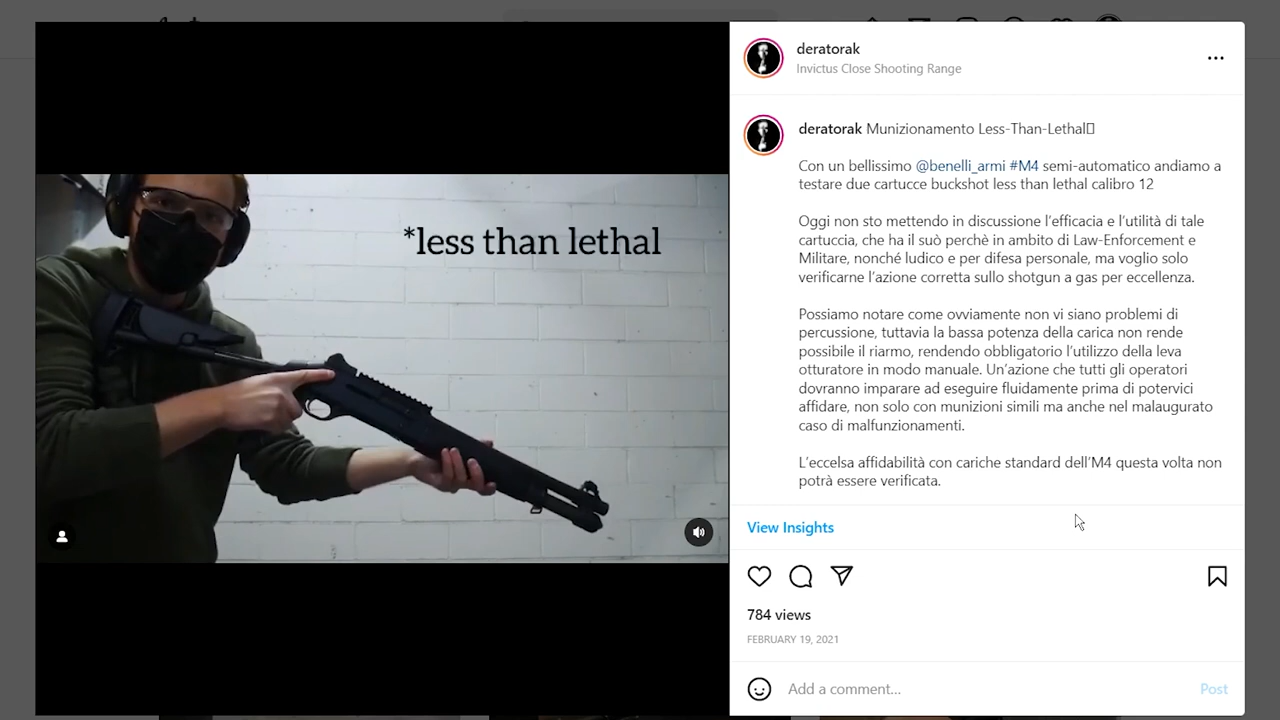 deratorak
Invictus Close Shooting Range
*less than lethal
deratorak Munizionamento Less-Than-Lethal▯
Con un bellissimo @benelli_armi #M4 semi-automatico andiamo a
testare due cartucce buckshot less than lethal calibro 12
Oggi non sto mettendo in discussione l'efficacia e l'utilità di tale
cartuccia, che ha il suò perchè in ambito di Law-Enforcement e
Militare, nonché ludico e per difesa personale, ma voglio solo
verificarne l'azione corretta sullo shotgun a gas per eccellenza.
Possiamo notare come ovviamente non vi siano problemi di
percussione, tuttavia la bassa potenza della carica non rende
possibile il riarmo, rendendo obbligatorio l'utilizzo della leva
otturatore in modo manuale. Un'azione che tutti gli operatori
dovranno imparare ad eseguire fluidamente prima di potervici
affidare, non solo con munizioni simili ma anche nel malaugurato
caso di malfunzionamenti.
L'eccelsa affidabilità con cariche standard dell'M4 questa volta non
potrà essere verificata.
View Insights
784 views
FEBRUARY 19, 2021
Add a comment...
Post